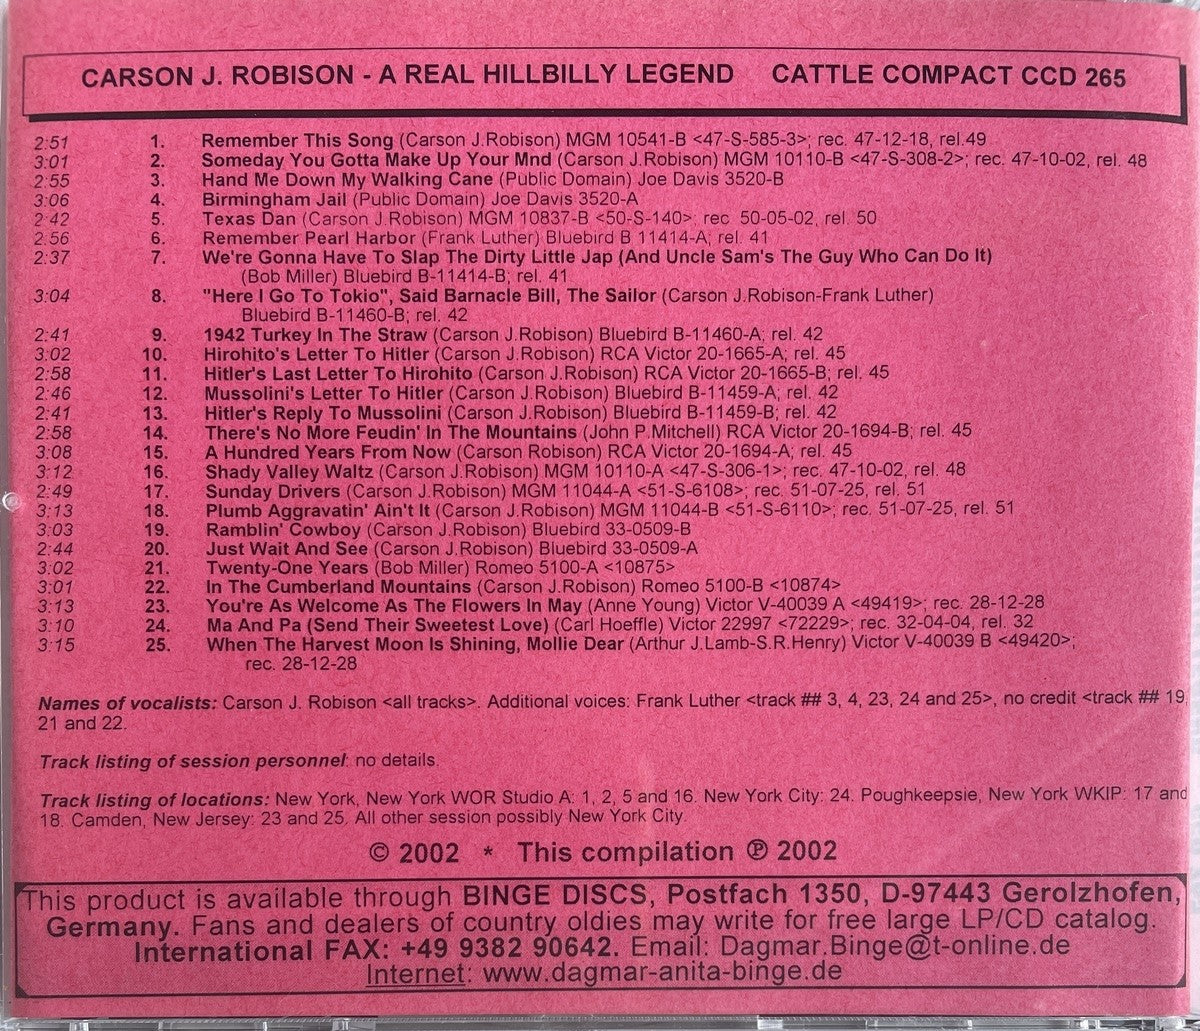 CARSON J. ROBISON - A REAL HILLBILLY LEGEND CATTLE COMPACT CCD 265
2:51 1. Remember This Song (Carson J.Robison) MGM 10541-B <47-S-585-3>; rec. 47-12-18, rel.49
3:01 2. Someday You Gotta Make Up Your Mnd (Carson J.Robison) MGM 10110-B <47-S-308-2>; rec. 47-10-02, rel. 48
2:55 3. Hand Me Down My Walking Cane (Public Domain) Joe Davis 3520-B
3:06 4. Birmingham Jail (Public Domain) Joe Davis 3520-A
2:42 5. Texas Dan (Carson J.Robison) MGM 10837-B <50-S-140>; rec. 50-05-02, rel. 50
2:56 6. Remember Pearl Harbor (Frank Luther) Bluebird B 11414-A; rel. 41
2:37 7. We're Gonna Have To Slap The Dirty Little Jap (And Uncle Sam's The Guy Who Can Do It)
(Bob Miller) Bluebird B-11414-B; rel. 41
3:04 8. "Here I Go To Tokio", Said Barnacle Bill, The Sailor (Carson J.Robison-Frank Luther)
Bluebird B-11460-B; rel. 42
2:41 9. 1942 Turkey In The Straw (Carson J.Robison) Bluebird B-11460-A; rel. 42
3:02 10. Hirohito's Letter To Hitler (Carson J.Robison) RCA Victor 20-1665-A; rel. 45
2:58 11. Hitler's Last Letter To Hirohito (Carson J.Robison) RCA Victor 20-1665-B; rel. 45
2:46 12. Mussolini's Letter To Hitler (Carson J.Robison) Bluebird B-11459-A; rel. 42
2:41 13. Hitler's Reply To Mussolini (Carson J.Robison) Bluebird B-11459-B; rel. 42
2:58 14. There's No More Feudin' In The Mountains (John P.Mitchell) RCA Victor 20-1694-B; rel. 45
3:08 15. A Hundred Years From Now (Carson Robison) RCA Victor 20-1694-A; rel. 45
3:12 16. Shady Valley Waltz (Carson J.Robison) MGM 10110-A <47-S-306-1>; rec. 47-10-02, rel. 48
2:49 17. Sunday Drivers (Carson J.Robison) MGM 11044-A <51-S-6108>; rec. 51-07-25, rel. 51
3:13 18. Plumb Aggravatin' Ain't It (Carson J.Robison) MGM 11044-B <51-S-6110>; rec. 51-07-25, rel. 51
3:03 19. Ramblin' Cowboy (Carson J.Robison) Bluebird 33-0509-B
2:44 20. Just Wait And See (Carson J.Robison) Bluebird 33-0509-A
3:02 21. Twenty-One Years (Bob Miller) Romeo 5100-A <10875>
3:01 22. In The Cumberland Mountains (Carson J.Robison) Romeo 5100-B <10874>
3:13 23. You're As Welcome As The Flowers In May (Anne Young) Victor V-40039 A <49419>; rec. 28-12-28
3:10 24. Ma And Pa (Send Their Sweetest Love) (Carl Hoeffle) Victor 22997 <72229>; rec. 32-04-04, rel. 32
3:15 25. When The Harvest Moon Is Shining, Mollie Dear (Arthur J.Lamb-S.R.Henry) Victor V-40039 B <49420>;
rec. 28-12-28
Names of vocalists: Carson J. Robison <all tracks>. Additional voices: Frank Luther <track ## 3, 4, 23, 24 and 25>, no credit <track ## 19,
21 and 22.
Track listing of session personnel: no details.
Track listing of locations: New York, New York WOR Studio A: 1, 2, 5 and 16. New York City: 24. Poughkeepsie, New York WKIP: 17 and
18. Camden, New Jersey: 23 and 25. All other session possibly New York City.
© 2002 * This compilation ℗ 2002
This product is available through BINGE DISCS, Postfach 1350, D-97443 Gerolzhofen,
Germany. Fans and dealers of country oldies may write for free large LP/CD catalog.
International FAX: +49 9382 90642. Email: Dagmar.Binge@t-online.de
Internet: www.dagmar-anita-binge.de